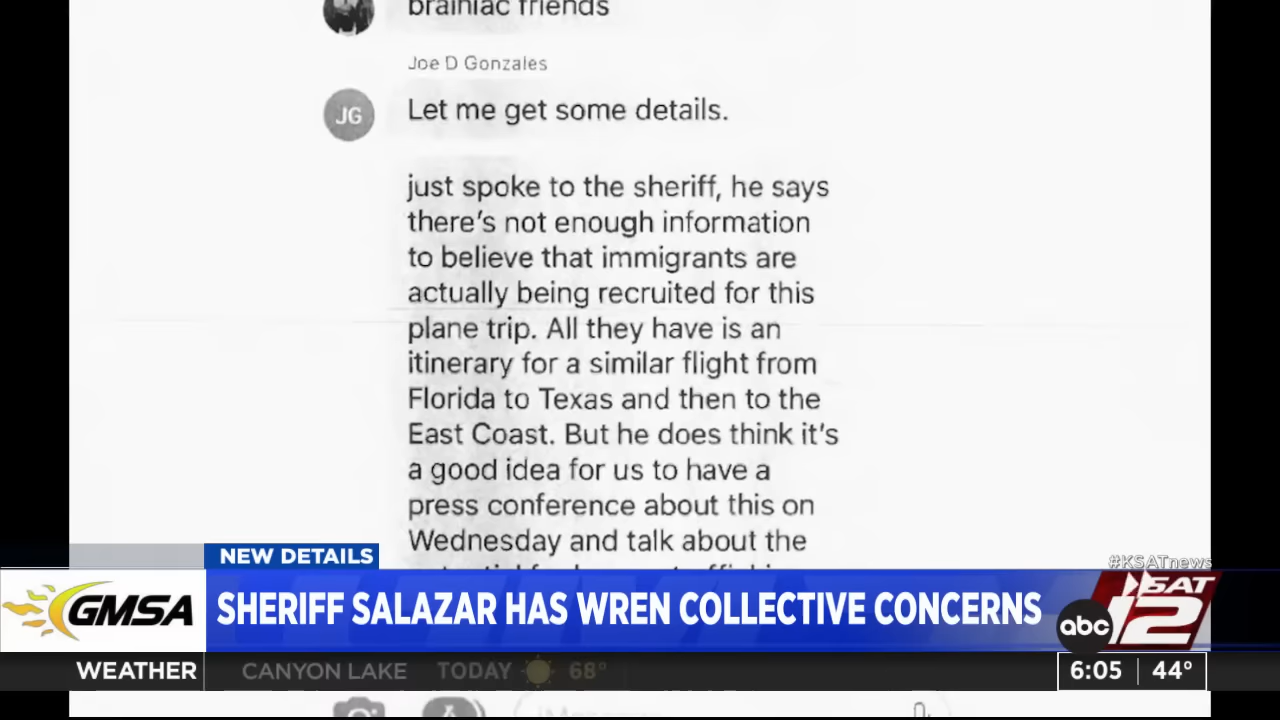 brainiac friends
Joe D Gonzales
JG
Let me get some details.
just spoke to the sheriff, he says
there's not enough information
to believe that immigrants are
actually being recruited for this
plane trip. All they have is an
itinerary for a similar flight from
Florida to Texas and then to the
East Coast. But he does think it's
a good idea for us to have a
press conference about this on
Wednesday and talk about the
NEW DETAILS
#KSATnews
GMSA
SHERIFF SALAZAR HAS WREN COLLECTIVE CONCERNS
abc
KSAT
12
WEATHER
CANYON LAKE TODAY 68°
6:05 44°